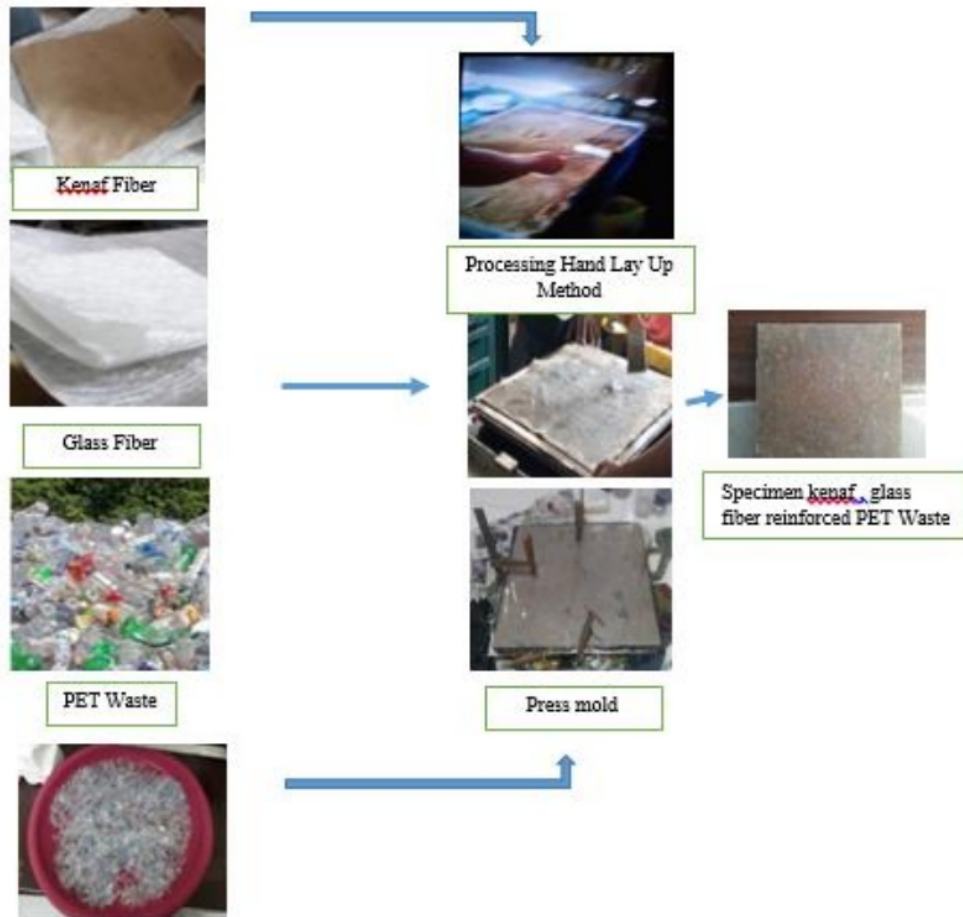 Kenaf Fiber
Processing Hand Lay Up
Method
Glass Fiber
Specimen kenaf , glass
fiber reinforced PET Waste
PET Waste
Press mold